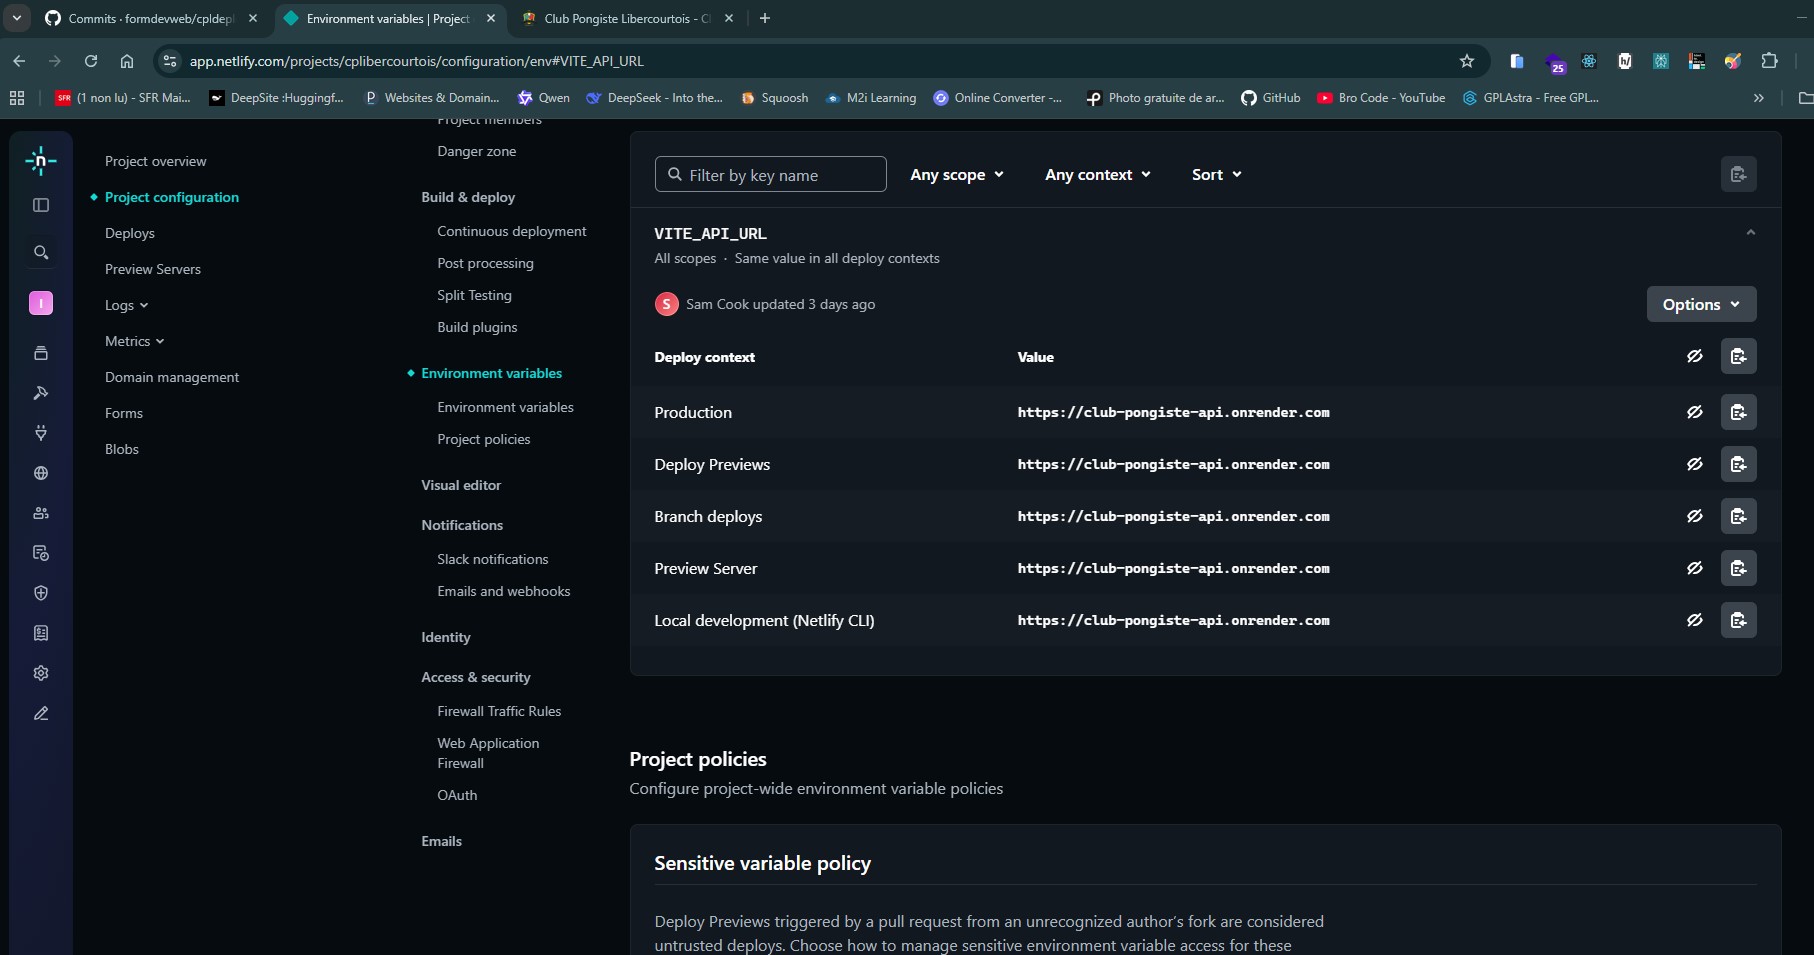 Commits · formdevweb/cpldepl
Environment variables | Project
Club Pongiste Libercourtois - Cl
app.netlify.com/projects/cplibercourtois/configuration/env#VITE_API_URL
25
SFR (1 non lu) - SFR Mai...
DeepSite :Huggingf...
Websites & Domain...
Qwen
DeepSeek - Into the...
Squoosh
M2i Learning
Online Converter -...
Photo gratuite de ar...
GitHub
Bro Code - YouTube
GPLAstra - Free GPL...
n
I
Project overview
Project configuration
Deploys
Preview Servers
Logs
Metrics
Domain management
Forms
Blobs
Project members
Danger zone
Build & deploy
Continuous deployment
Post processing
Split Testing
Build plugins
Environment variables
Environment variables
Project policies
Visual editor
Notifications
Slack notifications
Emails and webhooks
Identity
Access & security
Firewall Traffic Rules
Web Application
Firewall
OAuth
Emails
Filter by key name
Any scope
Any context
Sort
VITE_API_URL
All scopes · Same value in all deploy contexts
S Sam Cook updated 3 days ago
Options
Deploy context Value
Production https://club-pongiste-api.onrender.com
Deploy Previews https://club-pongiste-api.onrender.com
Branch deploys https://club-pongiste-api.onrender.com
Preview Server https://club-pongiste-api.onrender.com
Local development (Netlify CLI) https://club-pongiste-api.onrender.com
Project policies
Configure project-wide environment variable policies
Sensitive variable policy
Deploy Previews triggered by a pull request from an unrecognized author's fork are considered
untrusted deploys. Choose how to manage sensitive environment variable access for these